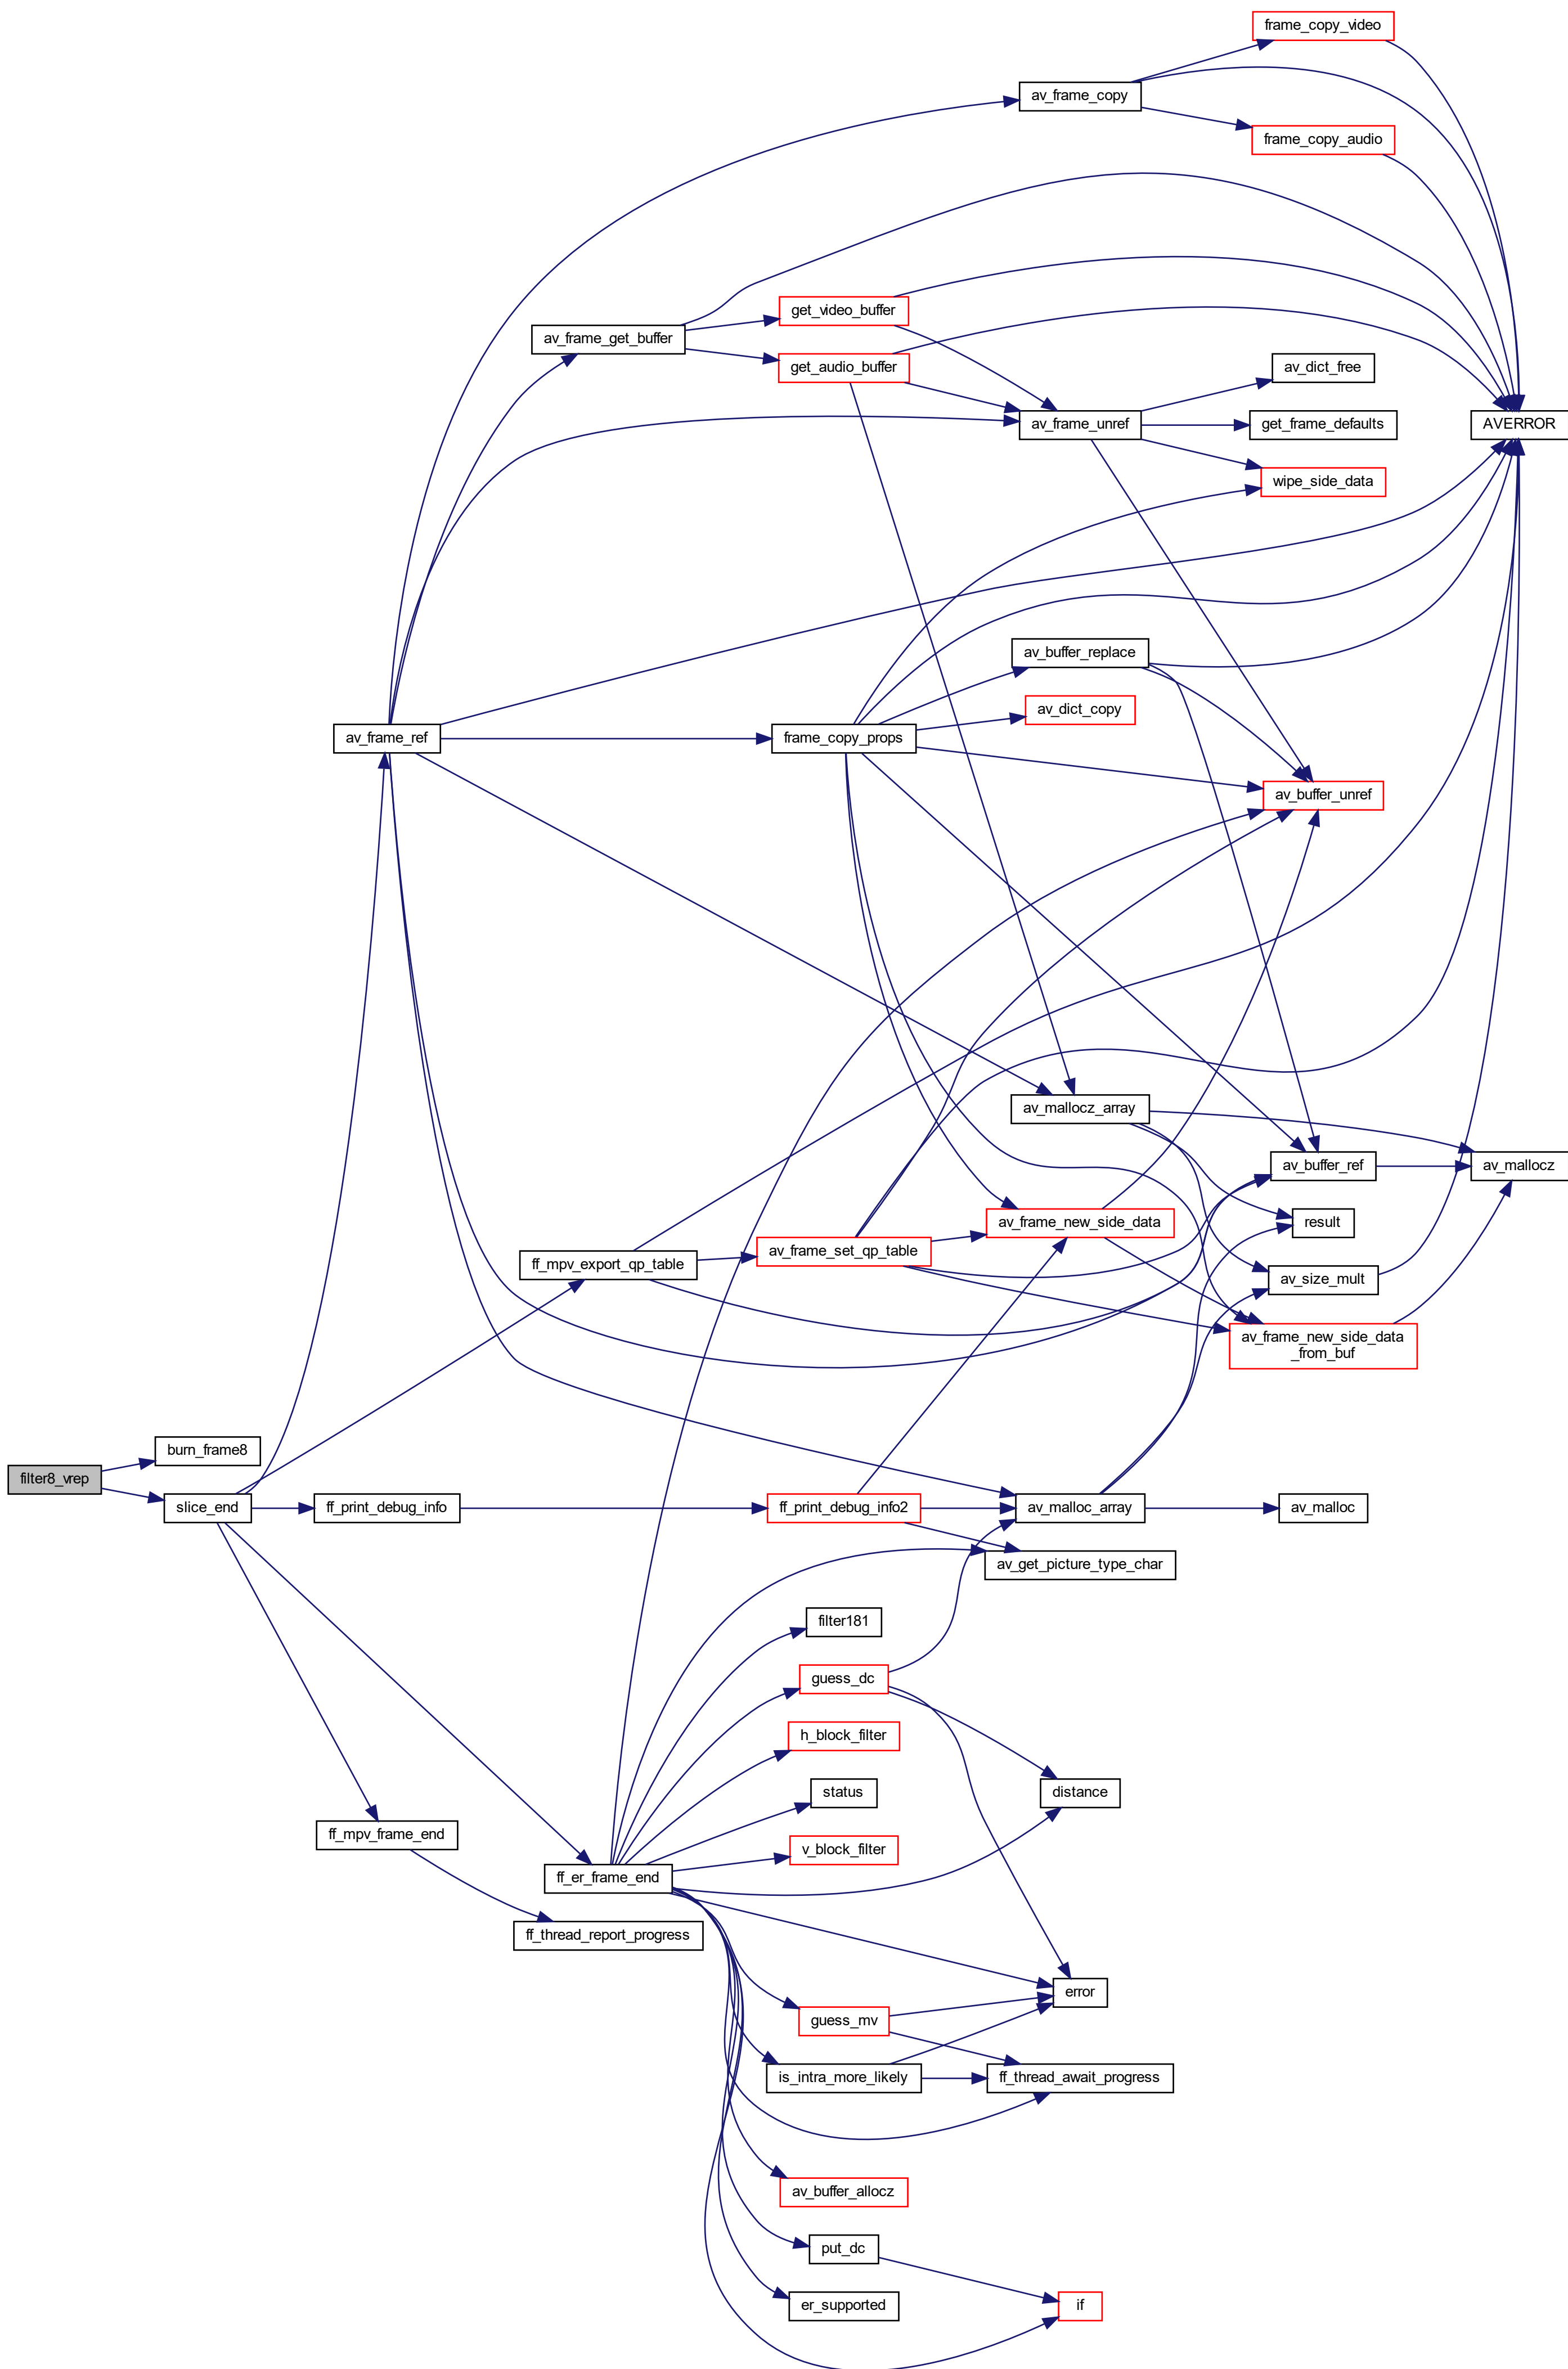 frame_copy_video
av_frame_copy
frame_copy_audio
get_video_buffer
av_frame_get_buffer
get_audio_buffer
av_dict_free
av_frame_unref
get_frame_defaults
AVERROR
wipe_side_data
av_buffer_replace
av_dict_copy
av_frame_ref
frame_copy_props
av_buffer_unref
av_mallocz_array
av_buffer_ref
av_mallocz
av_frame_new_side_data
result
ff_mpv_export_qp_table
av_frame_set_qp_table
av_size_mult
av_frame_new_side_data
_from_buf
burn_frame8
filter8_vrep
slice_end
ff_print_debug_info
ff_print_debug_info2
av_malloc_array
av_malloc
av_get_picture_type_char
filter181
guess_dc
h_block_filter
status
distance
ff_mpv_frame_end
v_block_filter
ff_er_frame_end
ff_thread_report_progress
error
guess_mv
is_intra_more_likely
ff_thread_await_progress
av_buffer_allocz
put_dc
er_supported
if